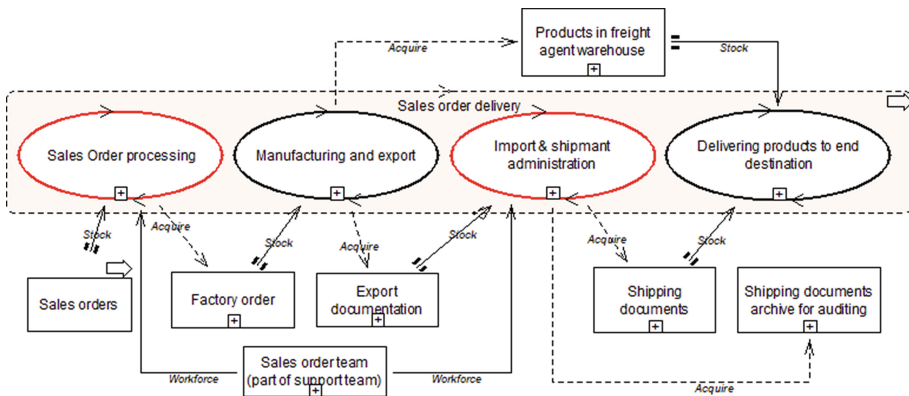 Products in freight
agent warehouse
Acquire
Stock
Sales order delivery
Sales Order processing
Manufacturing and export
Import & shipmant
administration
Delivering products to end
destination
Stock
Acquire
Stock
Acquire
Stock
Acquire
Stock
Sales orders
Factory order
Export
documentation
Shipping
documents
Shipping documents
archive for auditing
Sales order team
(part of support team)
Workforce
Workforce
Acquire